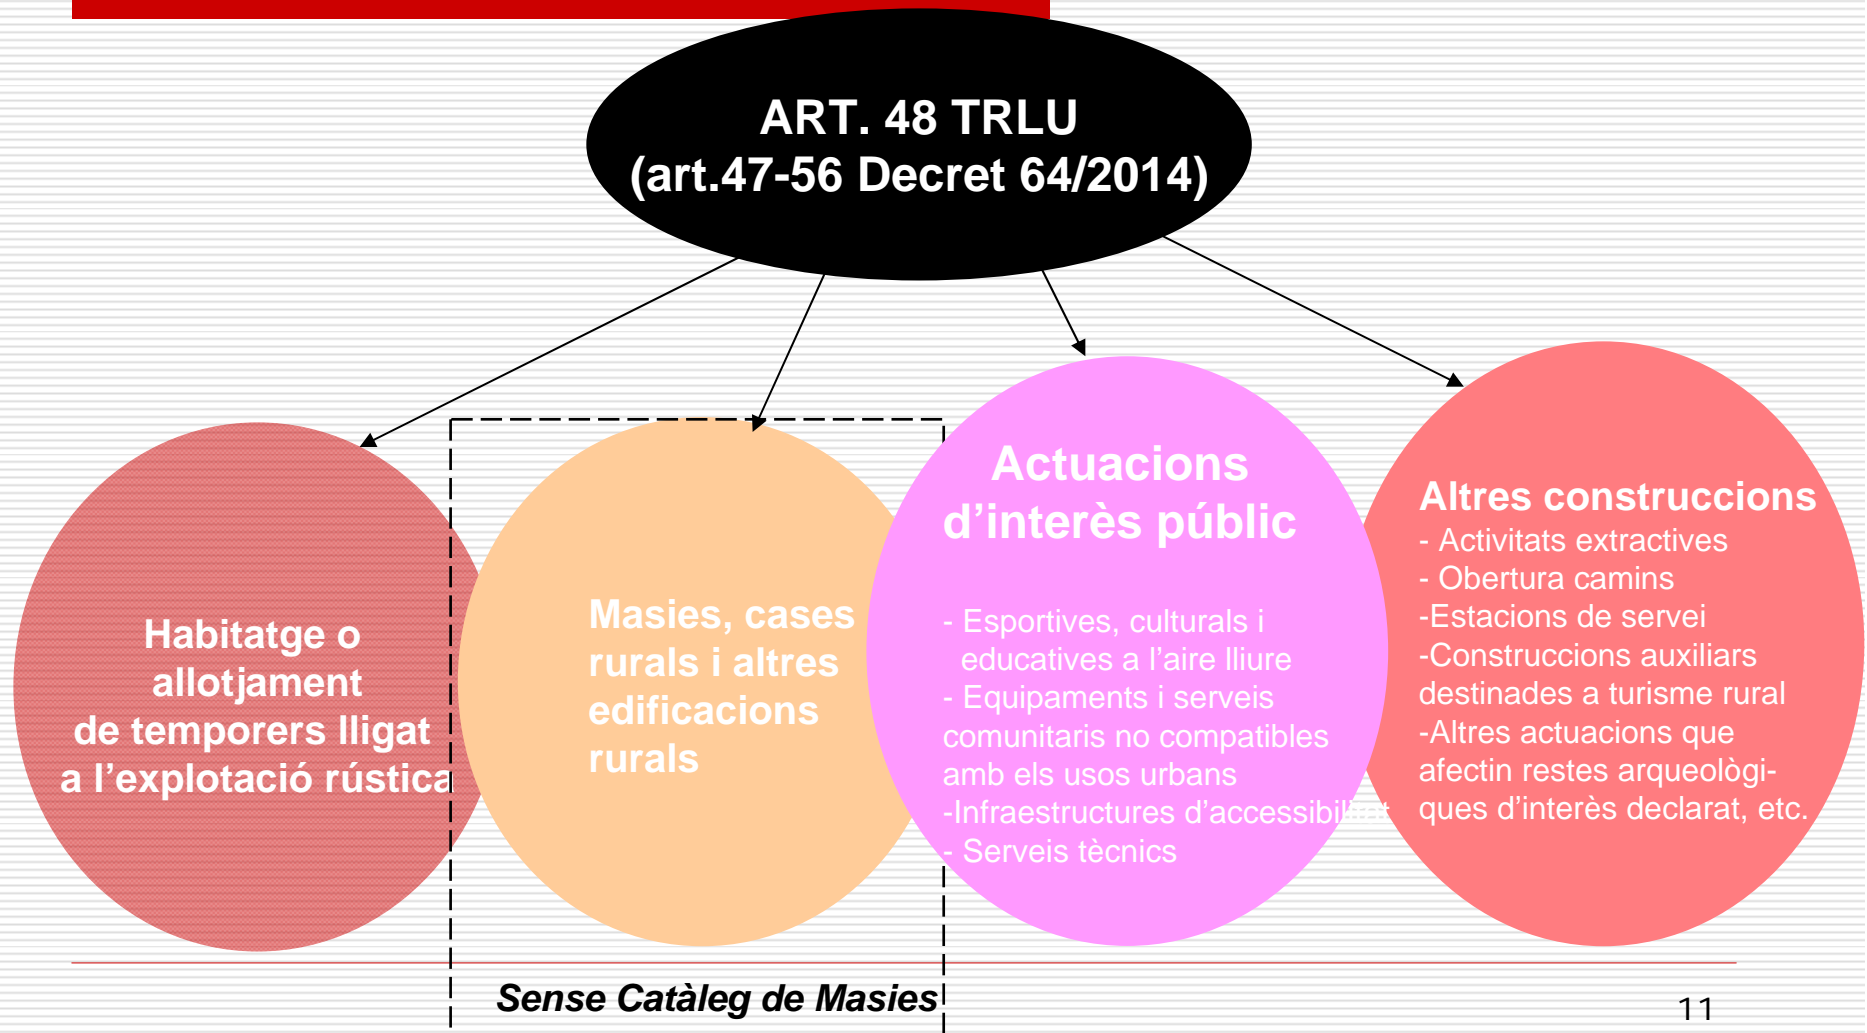 ART. 48 TRLU
(art.47-56 Decret 64/2014)
Habitatge o
allotjament
de temporers lligat
a l’explotació rústica
Masies, cases
rurals i altres
edificacions
rurals
Actuacions
d’interès públic
- Esportives, culturals i
educatives a l’aire lliure
- Equipaments i serveis
comunitaris no compatibles
amb els usos urbans
-Infraestructures d’accessibilitat
- Serveis tècnics
Altres construccions
- Activitats extractives
- Obertura camins
-Estacions de servei
-Construccions auxiliars
destinades a turisme rural
-Altres actuacions que
afectin restes arqueològi-
ques d’interès declarat, etc.
Sense Catàleg de Masies
11